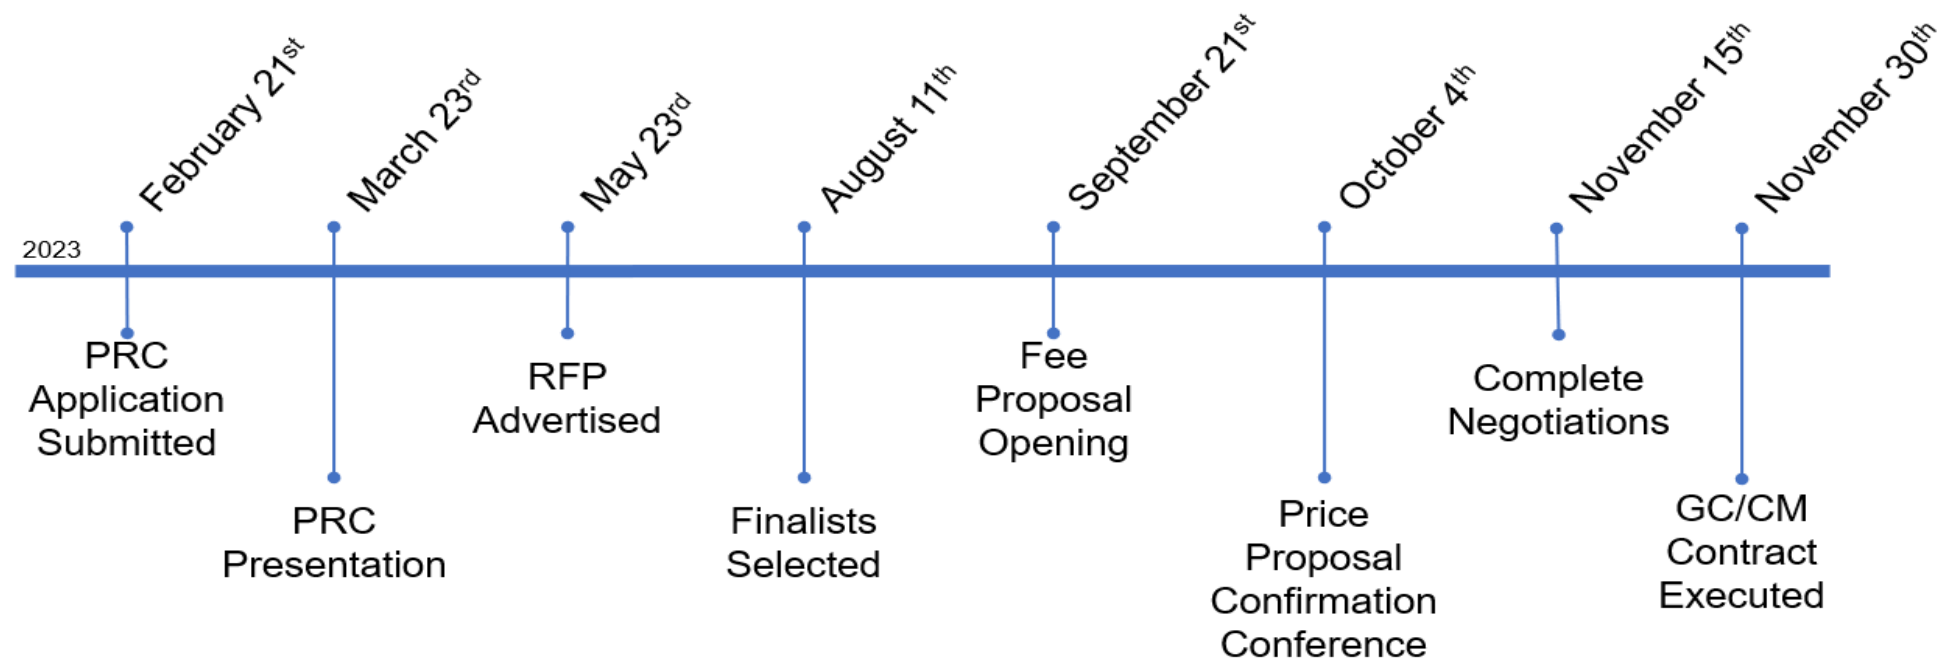 February 21st
March 23rd
May 23rd
August 11th
September 21st
October 4th
November 15th
November 30th
2023
PRC
Application
Submitted
PRC
Presentation
RFP
Advertised
Finalists
Selected
Fee
Proposal
Opening
Price
Proposal
Confirmation
Conference
Complete
Negotiations
GC/CM
Contract
Executed